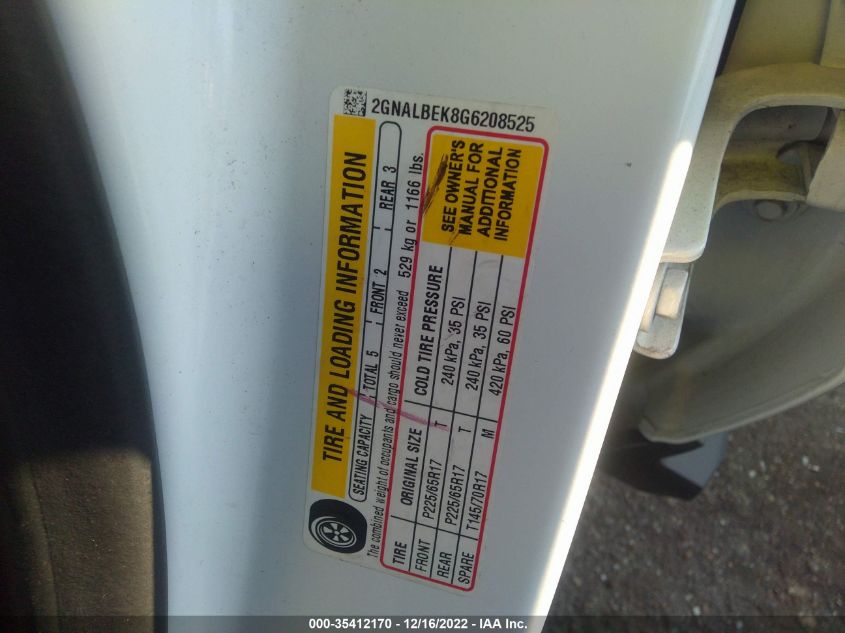 2GNALBEK8G6208525
TIRE AND LOADING INFORMATION
SEATING CAPACITY TOTAL 5 FRONT 2 REAR 3
The combined weight of occupants and cargo should never exceed 529 kg or 1166 lbs.
TIRE ORIGINAL SIZE COLD TIRE PRESSURE
FRONT P225/65R17 T 240 kPa, 35 PSI
REAR P225/65R17 T 240 kPa, 35 PSI
SPARE T145/70R17 M 420 kPa, 60 PSI
SEE OWNER'S
MANUAL FOR
ADDITIONAL
INFORMATION
000-35412170 - 12/16/2022 - IAA Inc.